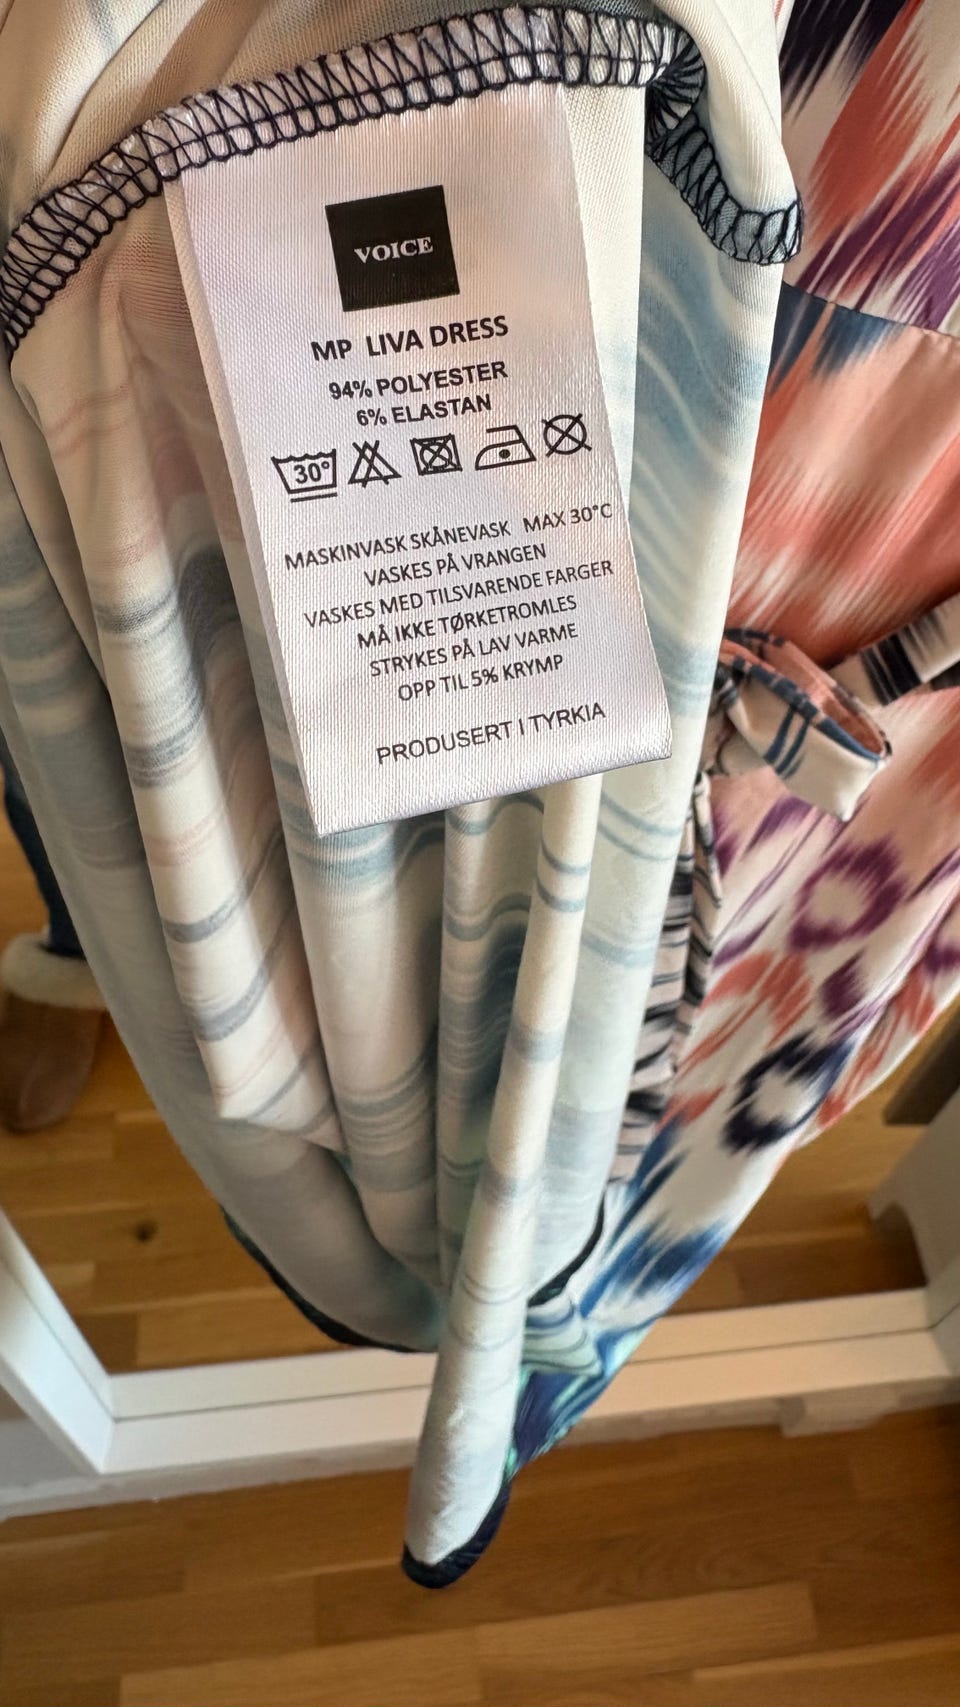 VOICE
MP LIVA DRESS
94% POLYESTER
6% ELASTAN
30°
MASKINVASK SKÅNEVASK MAX 30°C
VASKES PÅ VRANGEN
VASKES MED TILSVARENDE FARGER
MÅ IKKE TØRKETROMLES
STRYKES PÅ LAV VARME
OPP TIL 5% KRYMP
PRODUSERT I TYRKIA